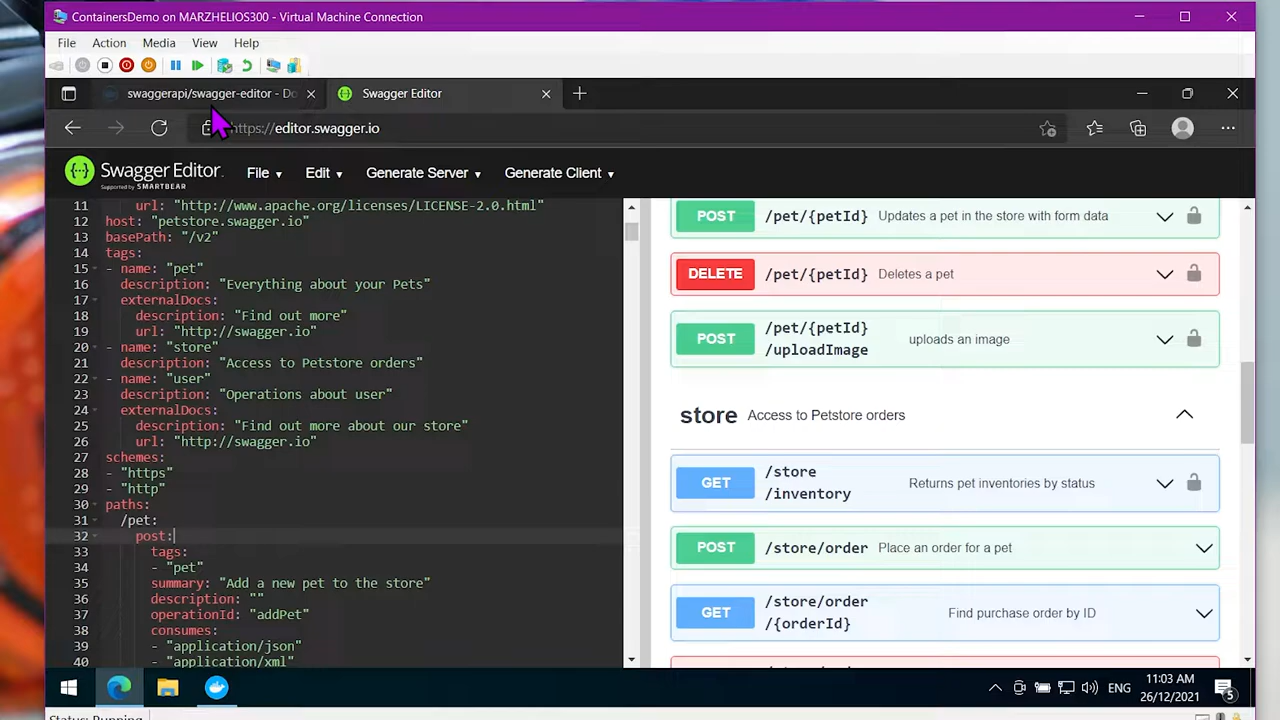 ContainersDemo on MARZHELIOS300 - Virtual Machine Connection
File Action Media View Help
swaggerapi/swagger-editor - Do
Swagger Editor
https://editor.swagger.io
Swagger Editor
Supported by SMARTBEAR
File Edit Generate Server Generate Client
11 url: "http://www.apache.org/licenses/LICENSE-2.0.html"
12 host: "petstore.swagger.io"
13 basePath: "/v2"
14 tags:
15 - name: "pet"
16 description: "Everything about your Pets"
17 externalDocs:
18 description: "Find out more"
19 url: "http://swagger.io"
20 - name: "store"
21 description: "Access to Petstore orders"
22 - name: "user"
23 description: "Operations about user"
24 externalDocs:
25 description: "Find out more about our store"
26 url: "http://swagger.io"
27 schemes:
28 - "https"
29 - "http"
30 paths:
31 /pet:
32 post:
33 tags:
34 - "pet"
35 summary: "Add a new pet to the store"
36 description: ""
37 operationId: "addPet"
38 consumes:
39 - "application/json"
40 - "application/xml"
POST /pet/{petId} Updates a pet in the store with form data
DELETE /pet/{petId} Deletes a pet
POST /pet/{petId}
/uploadImage uploads an image
store Access to Petstore orders
GET /store
/inventory Returns pet inventories by status
POST /store/order Place an order for a pet
GET /store/order
/{orderId} Find purchase order by ID
ENG
11:03 AM
26/12/2021
5
Status: Running